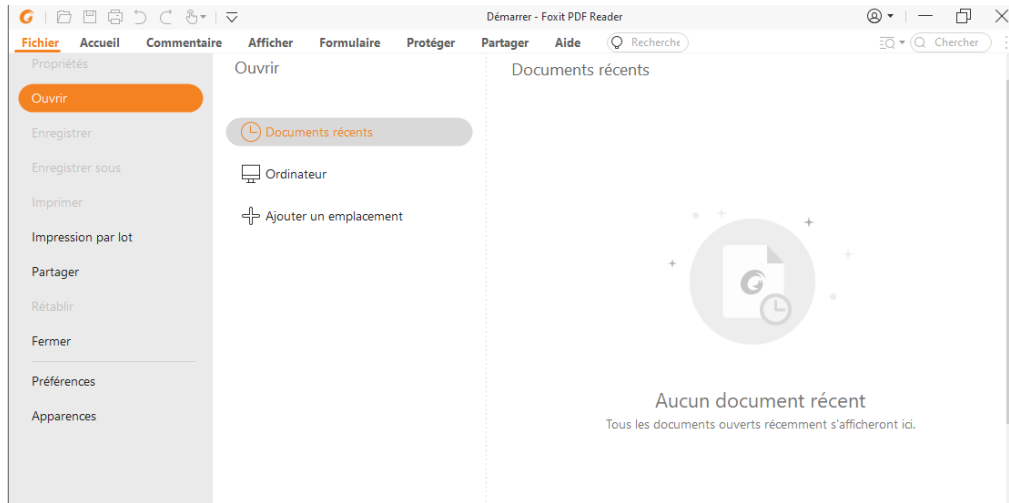 Démarrer - Foxit PDF Reader
Fichier Accueil Commentaire Afficher Formulaire Protéger Partager Aide Recherche Chercher
Propriétés
Ouvrir
Enregistrer
Enregistrer sous
Imprimer
Impression par lot
Partager
Rétablir
Fermer
Préférences
Apparences
Ouvrir
Documents récents
Ordinateur
Ajouter un emplacement
Documents récents
Aucun document récent
Tous les documents ouverts récemment s'afficheront ici.